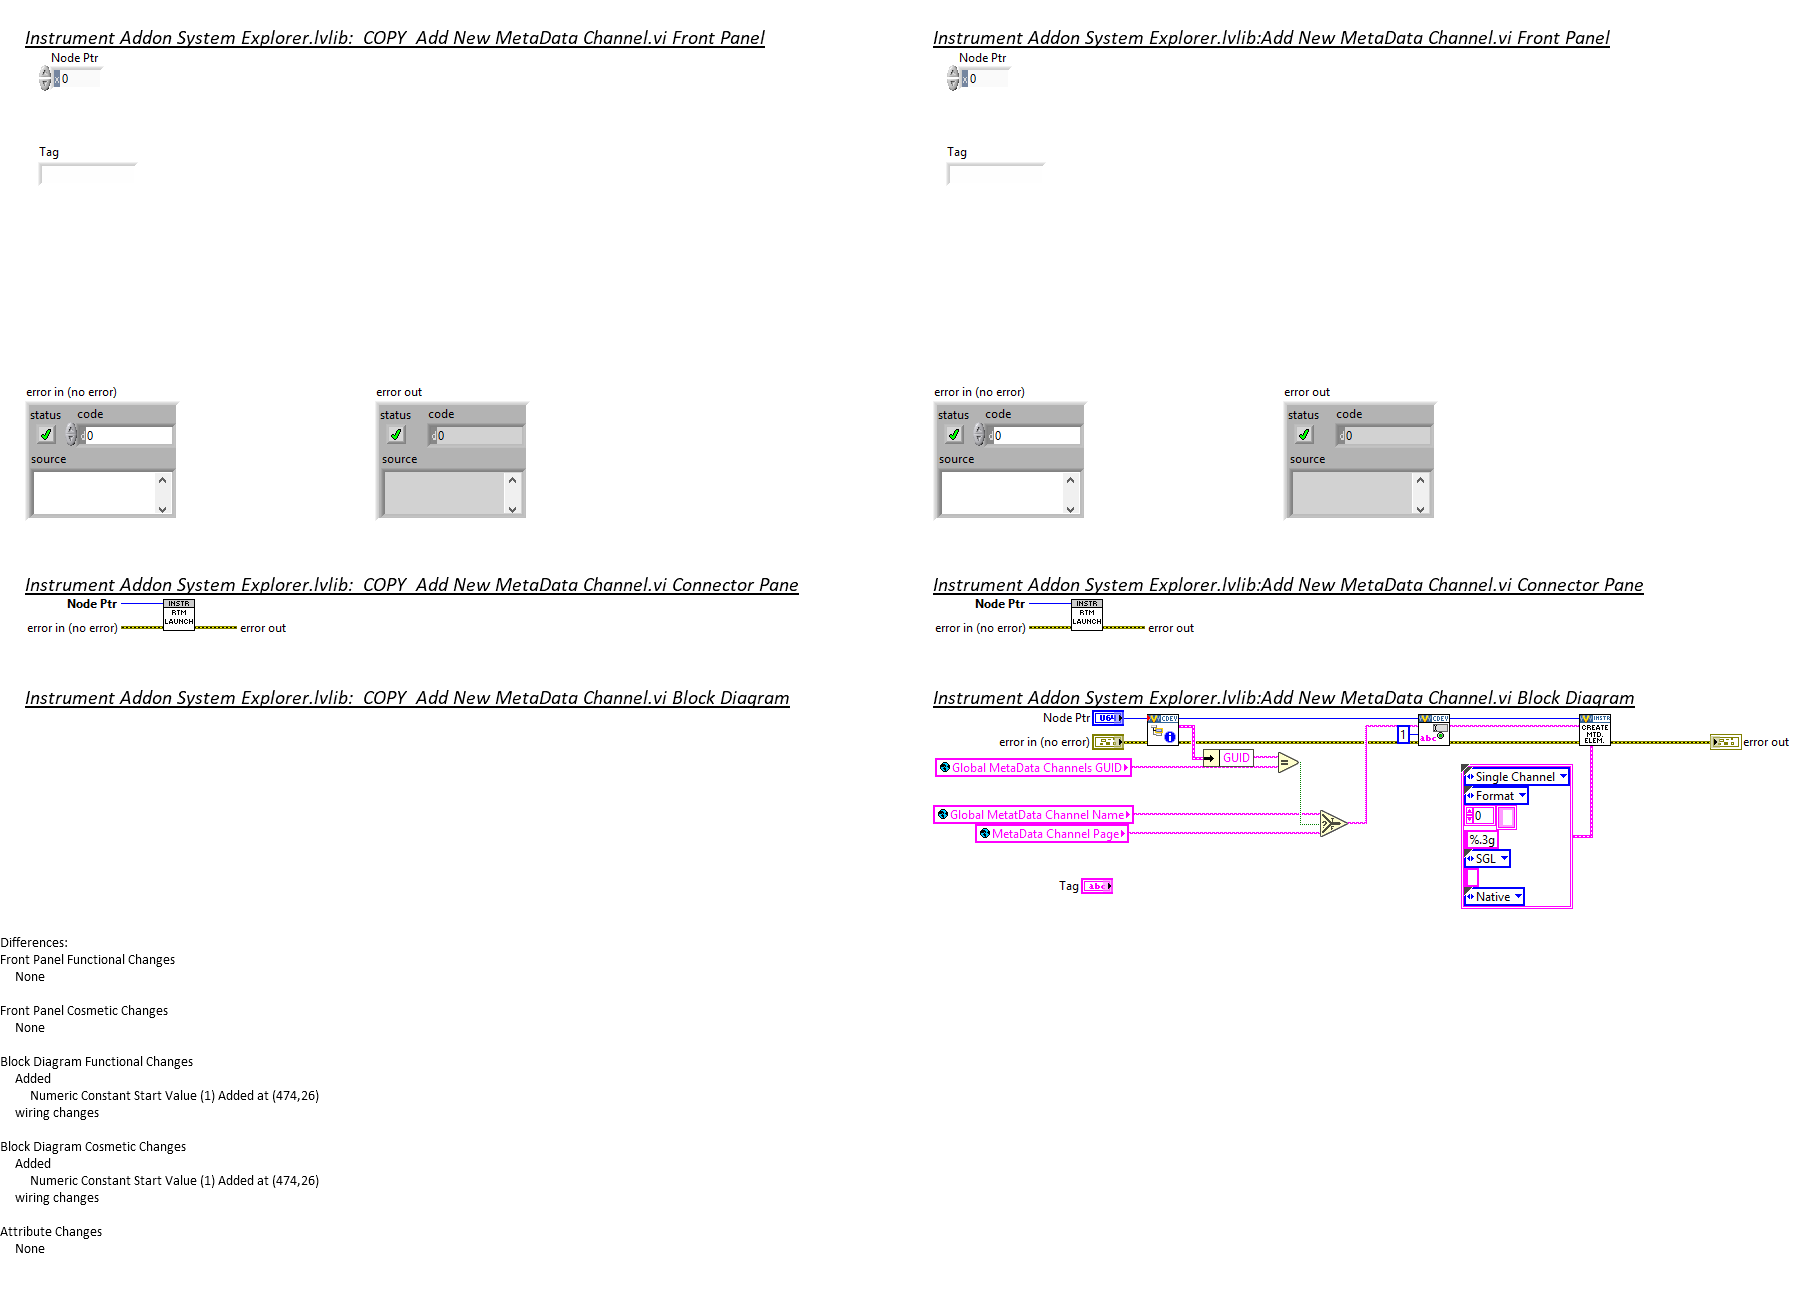 Instrument Addon System Explorer.lvlib:  COPY  Add New MetaData Channel.vi Front Panel
Node Ptr
x 0
Tag
error in (no error)
error out
status code
d 0
source
status code
d 0
source
Instrument Addon System Explorer.lvlib:  COPY  Add New MetaData Channel.vi Connector Pane
Node Ptr
INSTR
RTM
LAUNCH
error in (no error)
error out
Instrument Addon System Explorer.lvlib:  COPY  Add New MetaData Channel.vi Block Diagram
Instrument Addon System Explorer.lvlib:Add New MetaData Channel.vi Front Panel
Node Ptr
x 0
Tag
error in (no error)
error out
status code
d 0
source
status code
d 0
source
Instrument Addon System Explorer.lvlib:Add New MetaData Channel.vi Connector Pane
Node Ptr
INSTR
RTM
LAUNCH
error in (no error)
error out
Instrument Addon System Explorer.lvlib:Add New MetaData Channel.vi Block Diagram
Node Ptr
U64
CDEV
CDEV
abc
INSTR
CREATE
MTD.
ELEM.
error in (no error)
1
error out
GUID
=
Global MetaData Channels GUID
Global MetatData Channel Name
MetaData Channel Page
?
T
F
Tag
abc
Single Channel
Format
0
%.3g
SGL
Native
Differences:
Front Panel Functional Changes
None
Front Panel Cosmetic Changes
None
Block Diagram Functional Changes
Added
Numeric Constant Start Value (1) Added at (474,26)
wiring changes
Block Diagram Cosmetic Changes
Added
Numeric Constant Start Value (1) Added at (474,26)
wiring changes
Attribute Changes
None